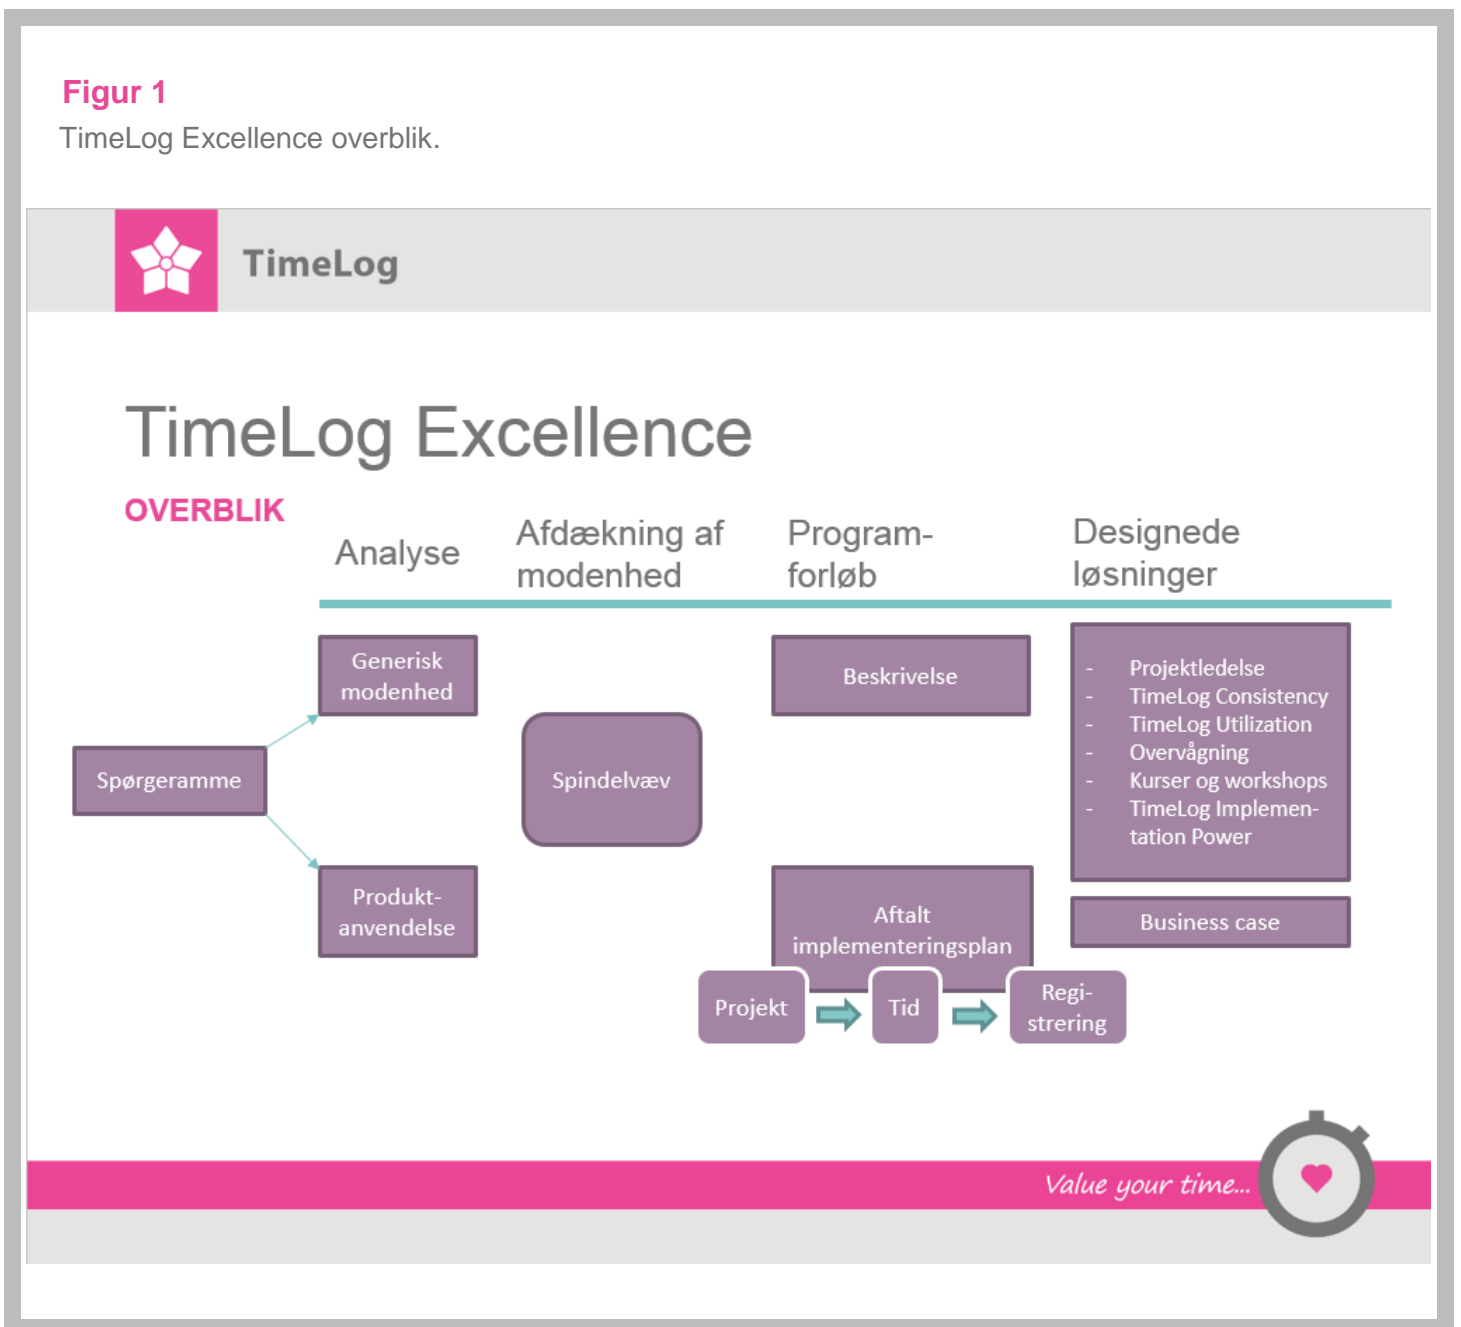 Figur 1
TimeLog Excellence overblik.
TimeLog
TimeLog Excellence
OVERBLIK
Analyse
Afdækning af
modenhed
Program-
forløb
Designede
løsninger
Spørgeramme
Generisk
modenhed
Produkt-
anvendelse
Spindelvæv
Beskrivelse
Aftalt
implementeringsplan
Projekt
Tid
Regi-
strering
- Projektledelse
- TimeLog Consistency
- TimeLog Utilization
- Overvågning
- Kurser og workshops
- TimeLog Implemen-
tation Power
Business case
Value your time...